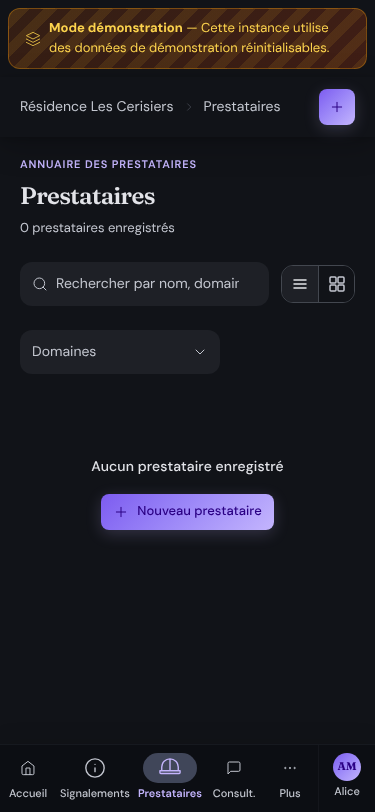 Mode démonstration — Cette instance utilise
des données de démonstration réinitialisables.
Résidence Les Cerisiers > Prestataires
ANNUAIRE DES PRESTATAIRES
Prestataires
0 prestataires enregistrés
Rechercher par nom, domair
Domaines
Aucun prestataire enregistré
Nouveau prestataire
AM
Accueil Signalements Prestataires Consult. Plus Alice